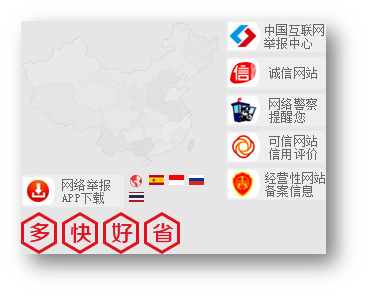 中国互联网
举报中心
诚信网站
网络警察
提醒您
可信网站
信用评价
经营性网站
备案信息
网络举报
APP下载
多快好省